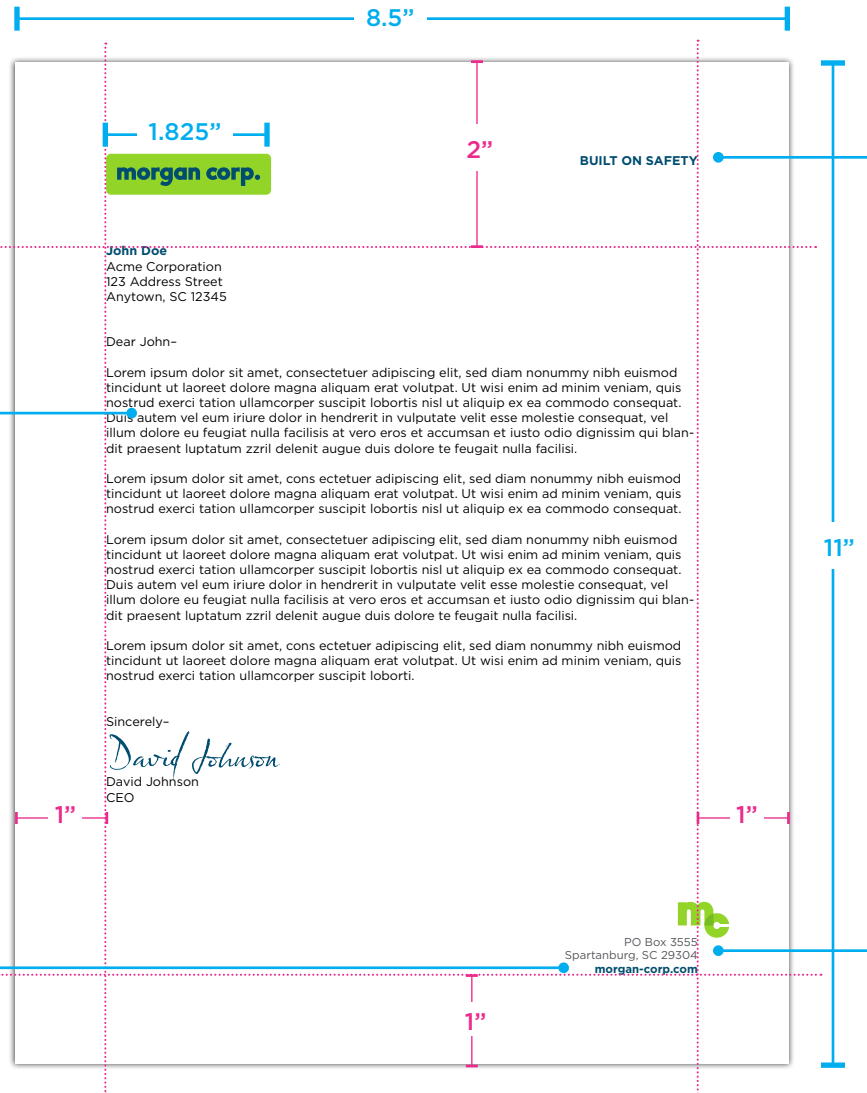 8.5”
1.825”
2”
morgan corp.
BUILT ON SAFETY
John Doe
Acme Corporation
123 Address Street
Anytown, SC 12345
Dear John–
Lorem ipsum dolor sit amet, consectetuer adipiscing elit, sed diam nonummy nibh euismod
tincidunt ut laoreet dolore magna aliquam erat volutpat. Ut wisi enim ad minim veniam, quis
nostrud exerci tation ullamcorper suscipit lobortis nisl ut aliquip ex ea commodo consequat.
Duis autem vel eum iriure dolor in hendrerit in vulputate velit esse molestie consequat, vel
illum dolore eu feugiat nulla facilisis at vero eros et accumsan et iusto odio dignissim qui blan-
dit praesent luptatum zzril delenit augue duis dolore te feugait nulla facilisi.
Lorem ipsum dolor sit amet, cons ectetuer adipiscing elit, sed diam nonummy nibh euismod
tincidunt ut laoreet dolore magna aliquam erat volutpat. Ut wisi enim ad minim veniam, quis
nostrud exerci tation ullamcorper suscipit lobortis nisl ut aliquip ex ea commodo consequat.
Lorem ipsum dolor sit amet, consectetuer adipiscing elit, sed diam nonummy nibh euismod
tincidunt ut laoreet dolore magna aliquam erat volutpat. Ut wisi enim ad minim veniam, quis
nostrud exerci tation ullamcorper suscipit lobortis nisl ut aliquip ex ea commodo consequat.
Duis autem vel eum iriure dolor in hendrerit in vulputate velit esse molestie consequat, vel
illum dolore eu feugiat nulla facilisis at vero eros et accumsan et iusto odio dignissim qui blan-
dit praesent luptatum zzril delenit augue duis dolore te feugait nulla facilisi.
Lorem ipsum dolor sit amet, cons ectetuer adipiscing elit, sed diam nonummy nibh euismod
tincidunt ut laoreet dolore magna aliquam erat volutpat. Ut wisi enim ad minim veniam, quis
nostrud exerci tation ullamcorper suscipit loborti.
11”
Sincerely–
David Johnson
David Johnson
CEO
1”
1”
mc
PO Box 3555
Spartanburg, SC 29304
morgan-corp.com
1”